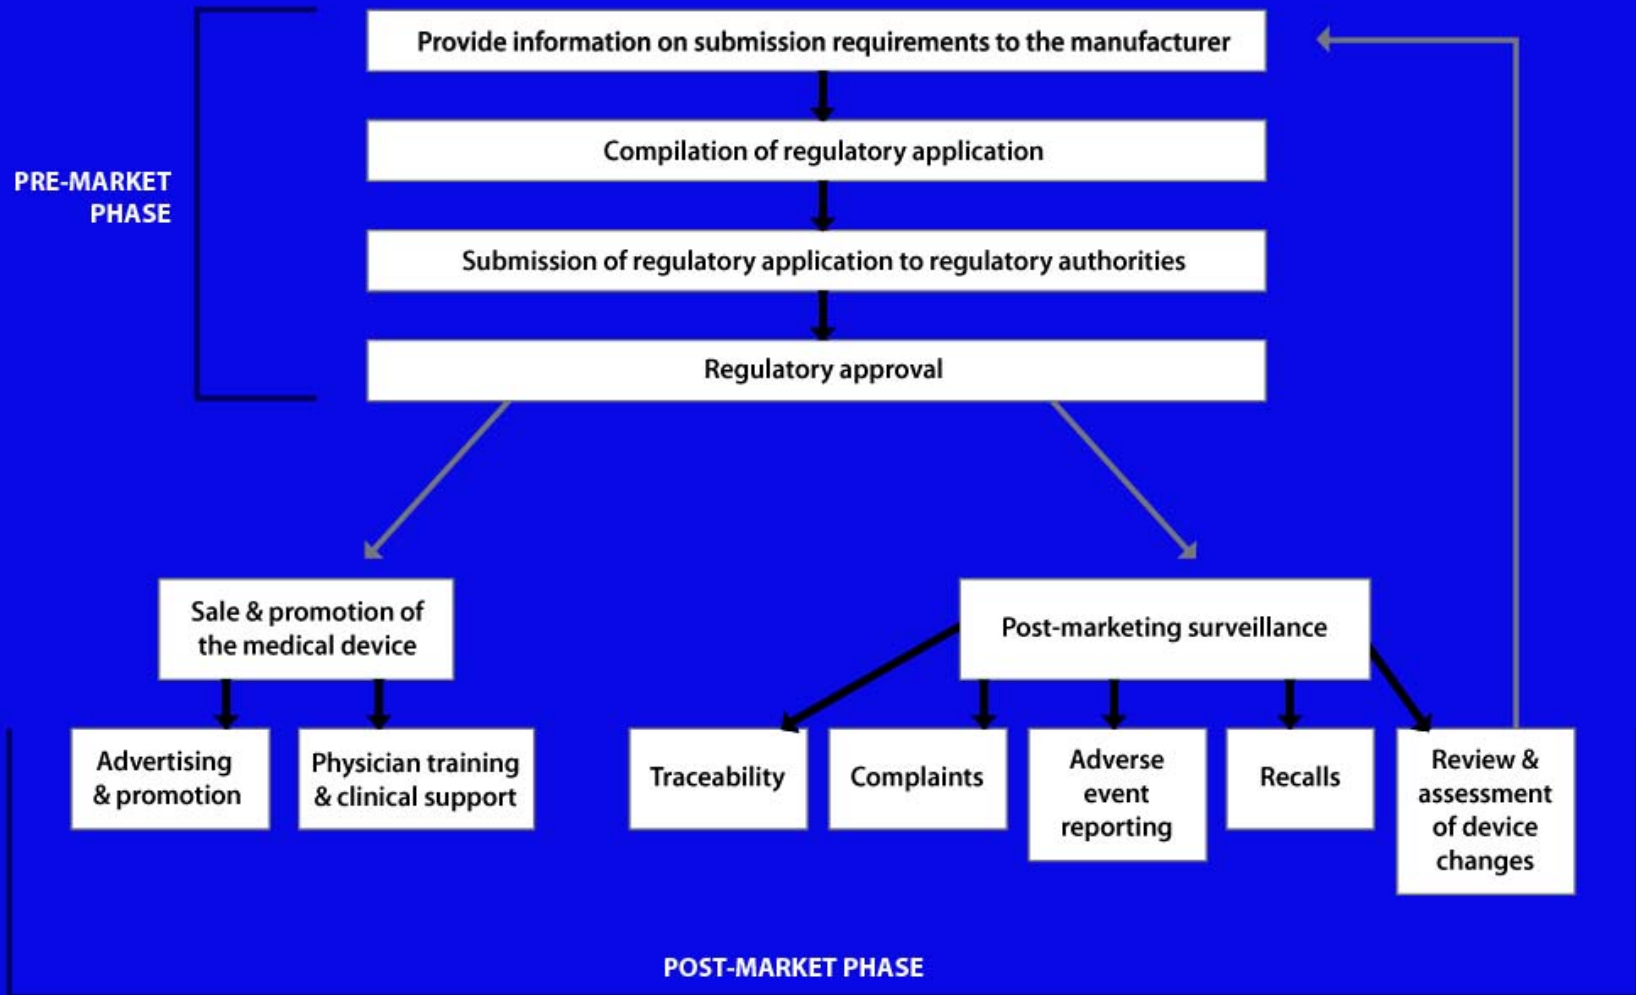 Provide information on submission requirements to the manufacturer
Compilation of regulatory application
PRE-MARKET
PHASE
Submission of regulatory application to regulatory authorities
Regulatory approval
Sale & promotion of
the medical device
Post-marketing surveillance
Advertising
& promotion
Physician training
& clinical support
Traceability
Complaints
Adverse
event
reporting
Recalls
Review &
assessment
of device
changes
POST-MARKET PHASE